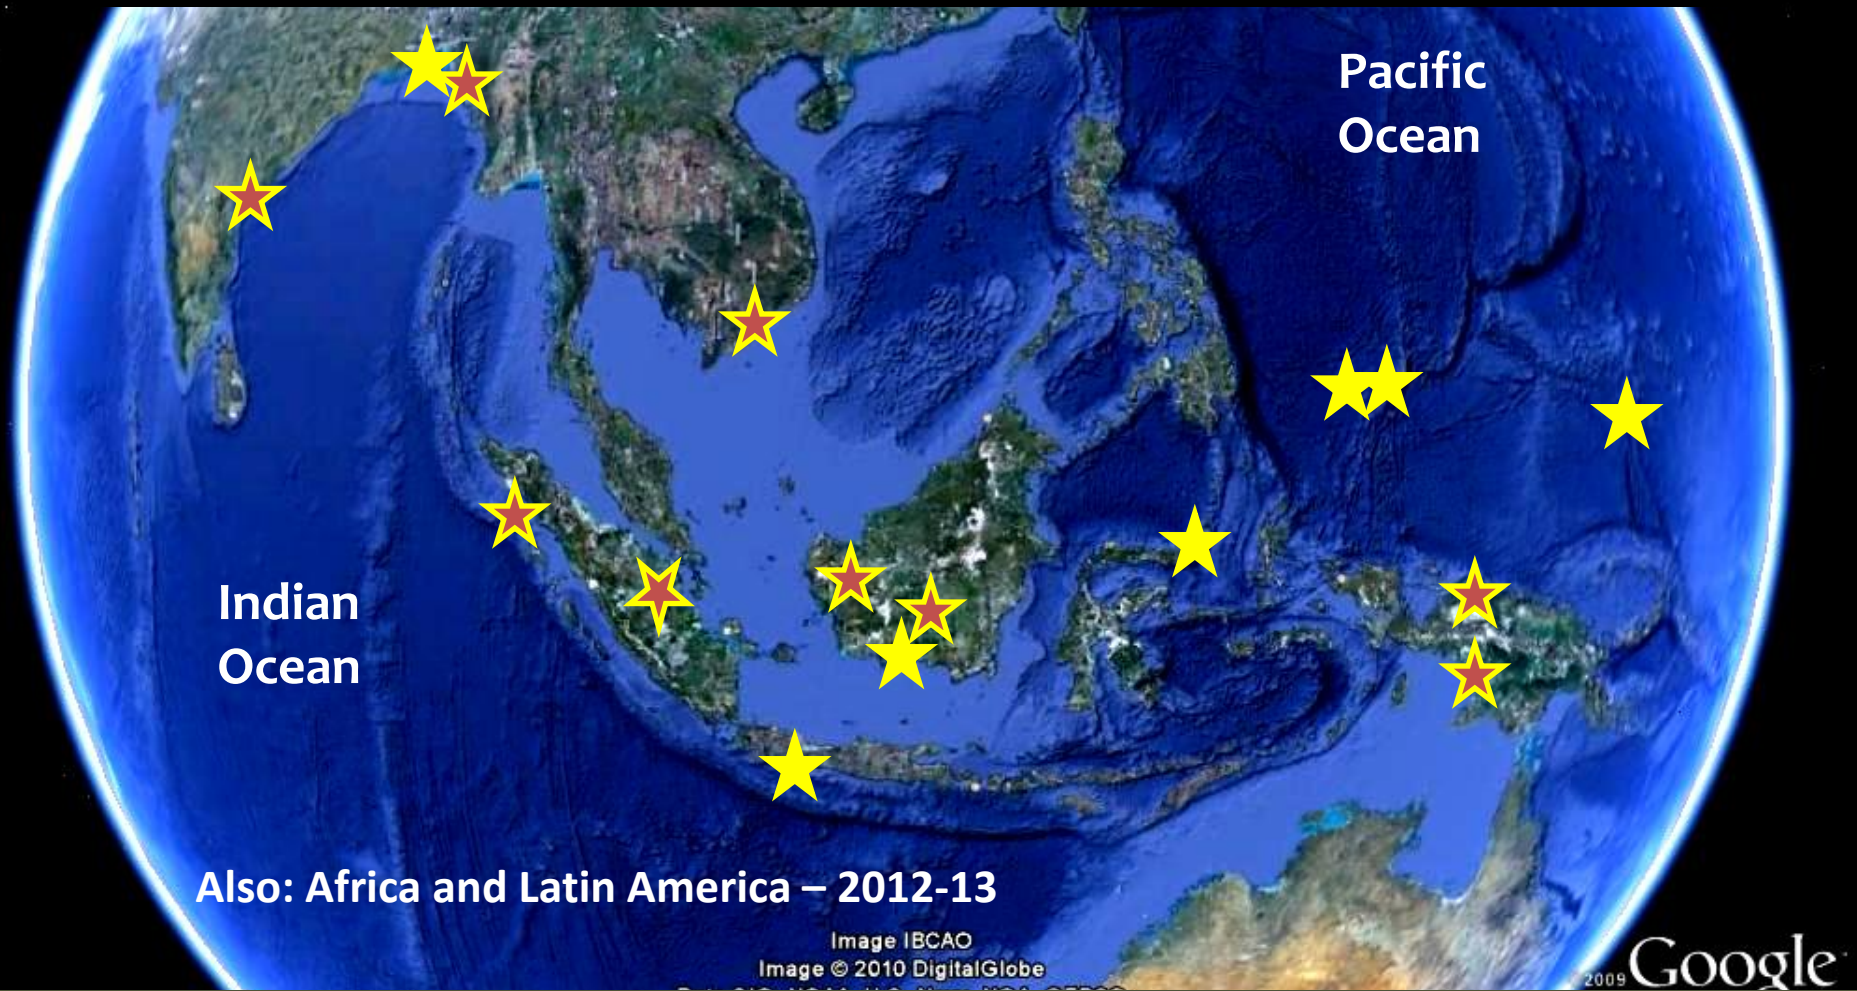 Pacific
Ocean
Indian
Ocean
Also: Africa and Latin America – 2012-13
Image IBCAO
Image © 2010 DigitalGlobe
2009 Google